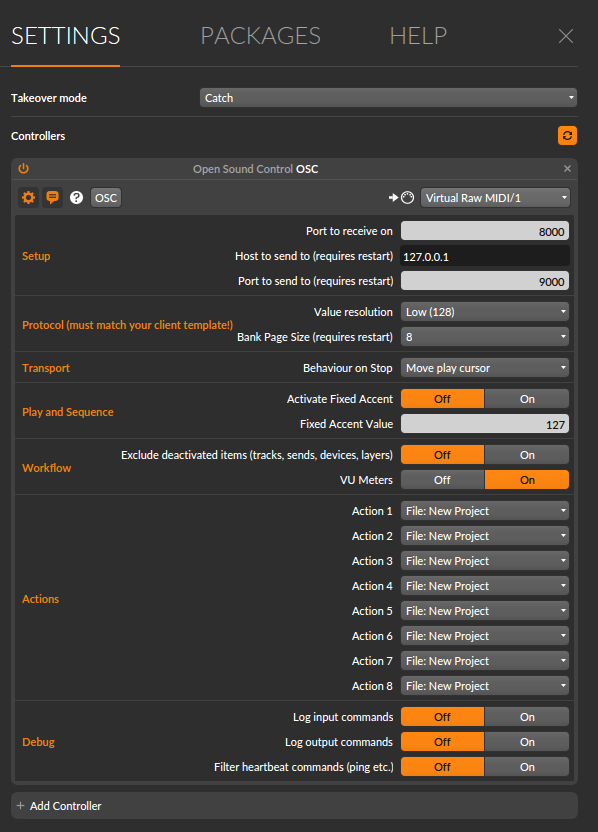 SETTINGS PACKAGES HELP
Takeover mode Catch
Controllers
Open Sound Control OSC
? OSC Virtual Raw MIDI/1
Port to receive on 8000
Setup Host to send to (requires restart) 127.0.0.1
Port to send to (requires restart) 9000
Value resolution Low (128)
Protocol (must match your client template!)
Bank Page Size (requires restart) 8
Transport Behaviour on Stop Move play cursor
Activate Fixed Accent Off On
Play and Sequence
Fixed Accent Value 127
Exclude deactivated items (tracks, sends, devices, layers) Off On
Workflow
VU Meters Off On
Action 1 File: New Project
Action 2 File: New Project
Action 3 File: New Project
Action 4 File: New Project
Actions
Action 5 File: New Project
Action 6 File: New Project
Action 7 File: New Project
Action 8 File: New Project
Log input commands Off On
Debug Log output commands Off On
Filter heartbeat commands (ping etc.) Off On
+ Add Controller